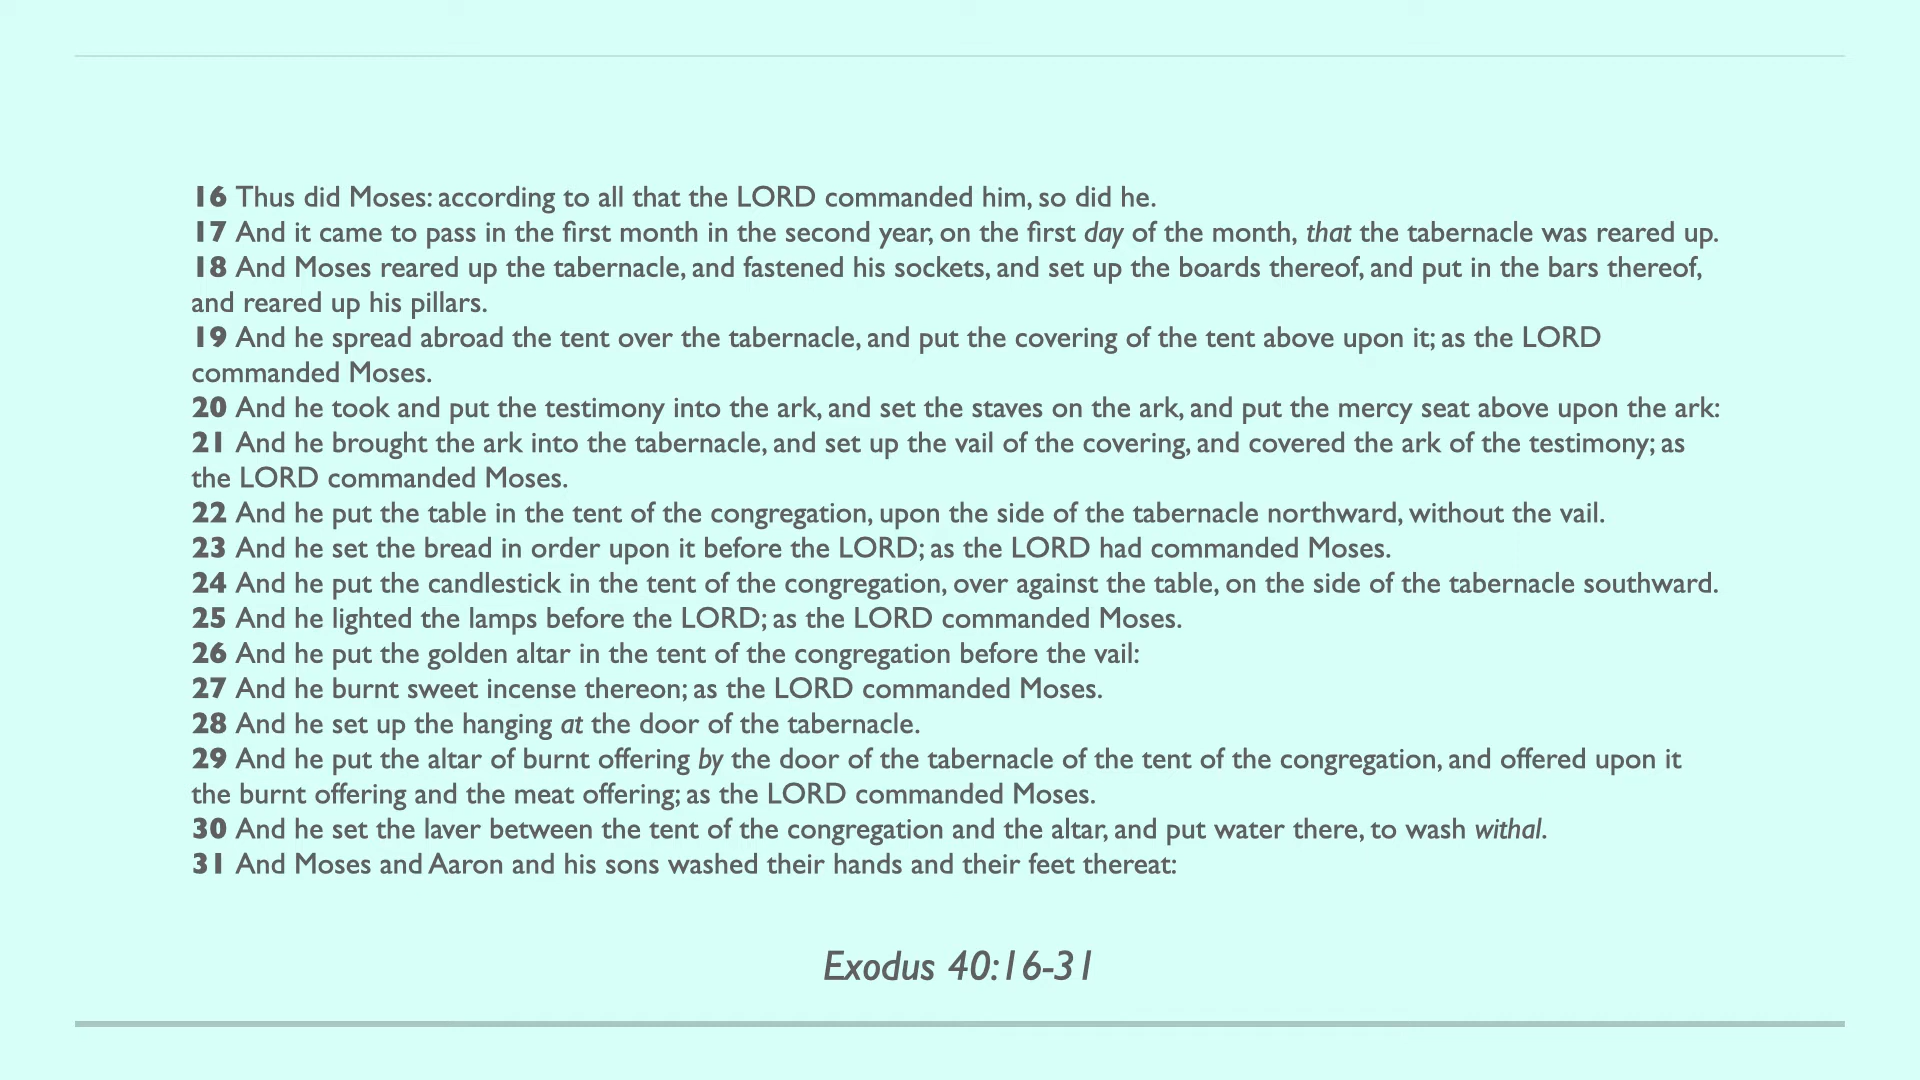 16 Thus did Moses: according to all that the LORD commanded him, so did he.
17 And it came to pass in the first month in the second year, on the first day of the month, that the tabernacle was reared up.
18 And Moses reared up the tabernacle, and fastened his sockets, and set up the boards thereof, and put in the bars thereof,
and reared up his pillars.
19 And he spread abroad the tent over the tabernacle, and put the covering of the tent above upon it; as the LORD
commanded Moses.
20 And he took and put the testimony into the ark, and set the staves on the ark, and put the mercy seat above upon the ark:
21 And he brought the ark into the tabernacle, and set up the vail of the covering, and covered the ark of the testimony; as
the LORD commanded Moses.
22 And he put the table in the tent of the congregation, upon the side of the tabernacle northward, without the vail.
23 And he set the bread in order upon it before the LORD; as the LORD had commanded Moses.
24 And he put the candlestick in the tent of the congregation, over against the table, on the side of the tabernacle southward.
25 And he lighted the lamps before the LORD; as the LORD commanded Moses.
26 And he put the golden altar in the tent of the congregation before the vail:
27 And he burnt sweet incense thereon; as the LORD commanded Moses.
28 And he set up the hanging at the door of the tabernacle.
29 And he put the altar of burnt offering by the door of the tabernacle of the tent of the congregation, and offered upon it
the burnt offering and the meat offering; as the LORD commanded Moses.
30 And he set the laver between the tent of the congregation and the altar, and put water there, to wash withal.
31 And Moses and Aaron and his sons washed their hands and their feet thereat:
Exodus 40:16-31